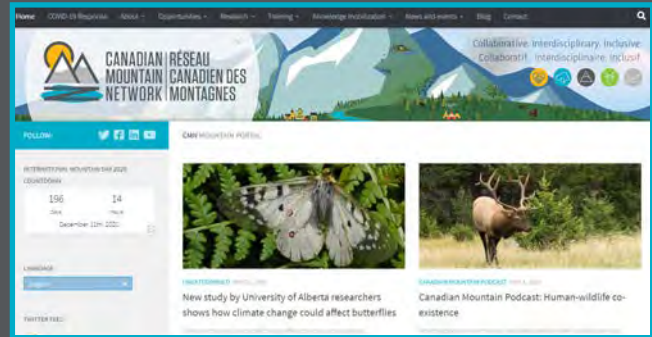 Home COVID-19 Response About Opportunities Research Training Knowledge Mobilization News and events Blog Contact
CANADIAN | RÉSEAU
MOUNTAIN | CANADIEN DES
NETWORK | MONTAGNES
Collaborative. Interdisciplinary. Inclusive
Collaboratif. Interdisciplinaire. Inclusif
FOLLOW:
CMN MOUNTAIN PORTAL
INTERNATIONAL MOUNTAIN DAY 2020
COUNTDOWN
196 14
December 11th
LANGUAGE
English
TWITTER FEED
UNCATEGORIZED
New study by University of Alberta researchers
shows how climate change could affect butterflies
CANADIAN MOUNTAIN PODCAST
Canadian Mountain Podcast: Human-wildlife co-
existence